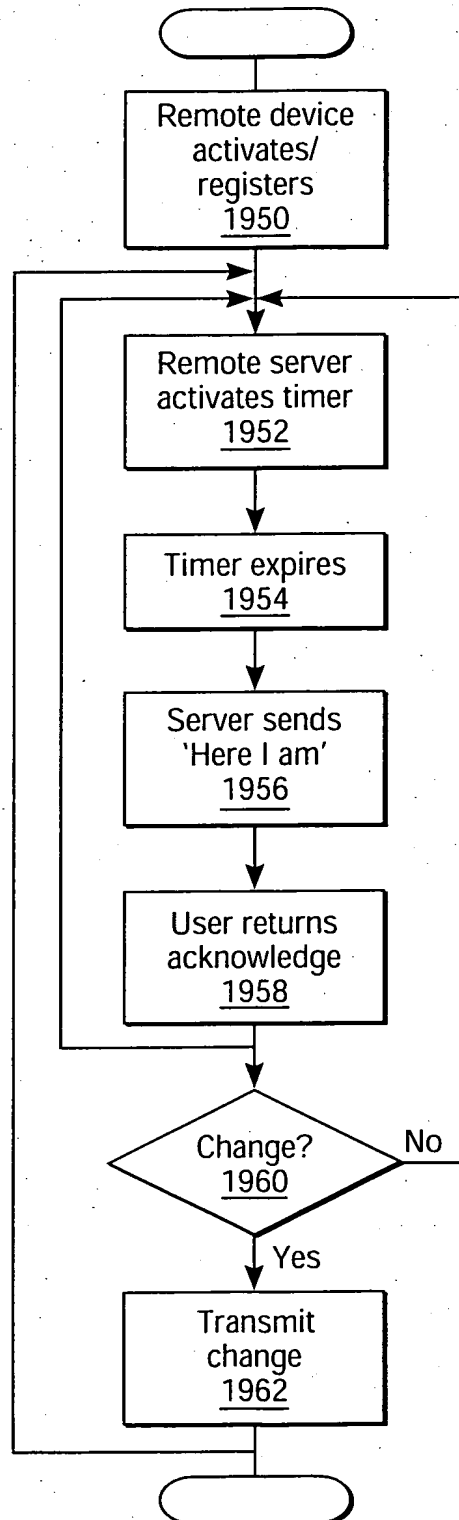 Remote device
activates/
registers
1950
Remote server
activates timer
1952
Timer expires
1954
Server sends
'Here I am'
1956
User returns
acknowledge
1958
Change?
1960
No
Yes
Transmit
change
1962